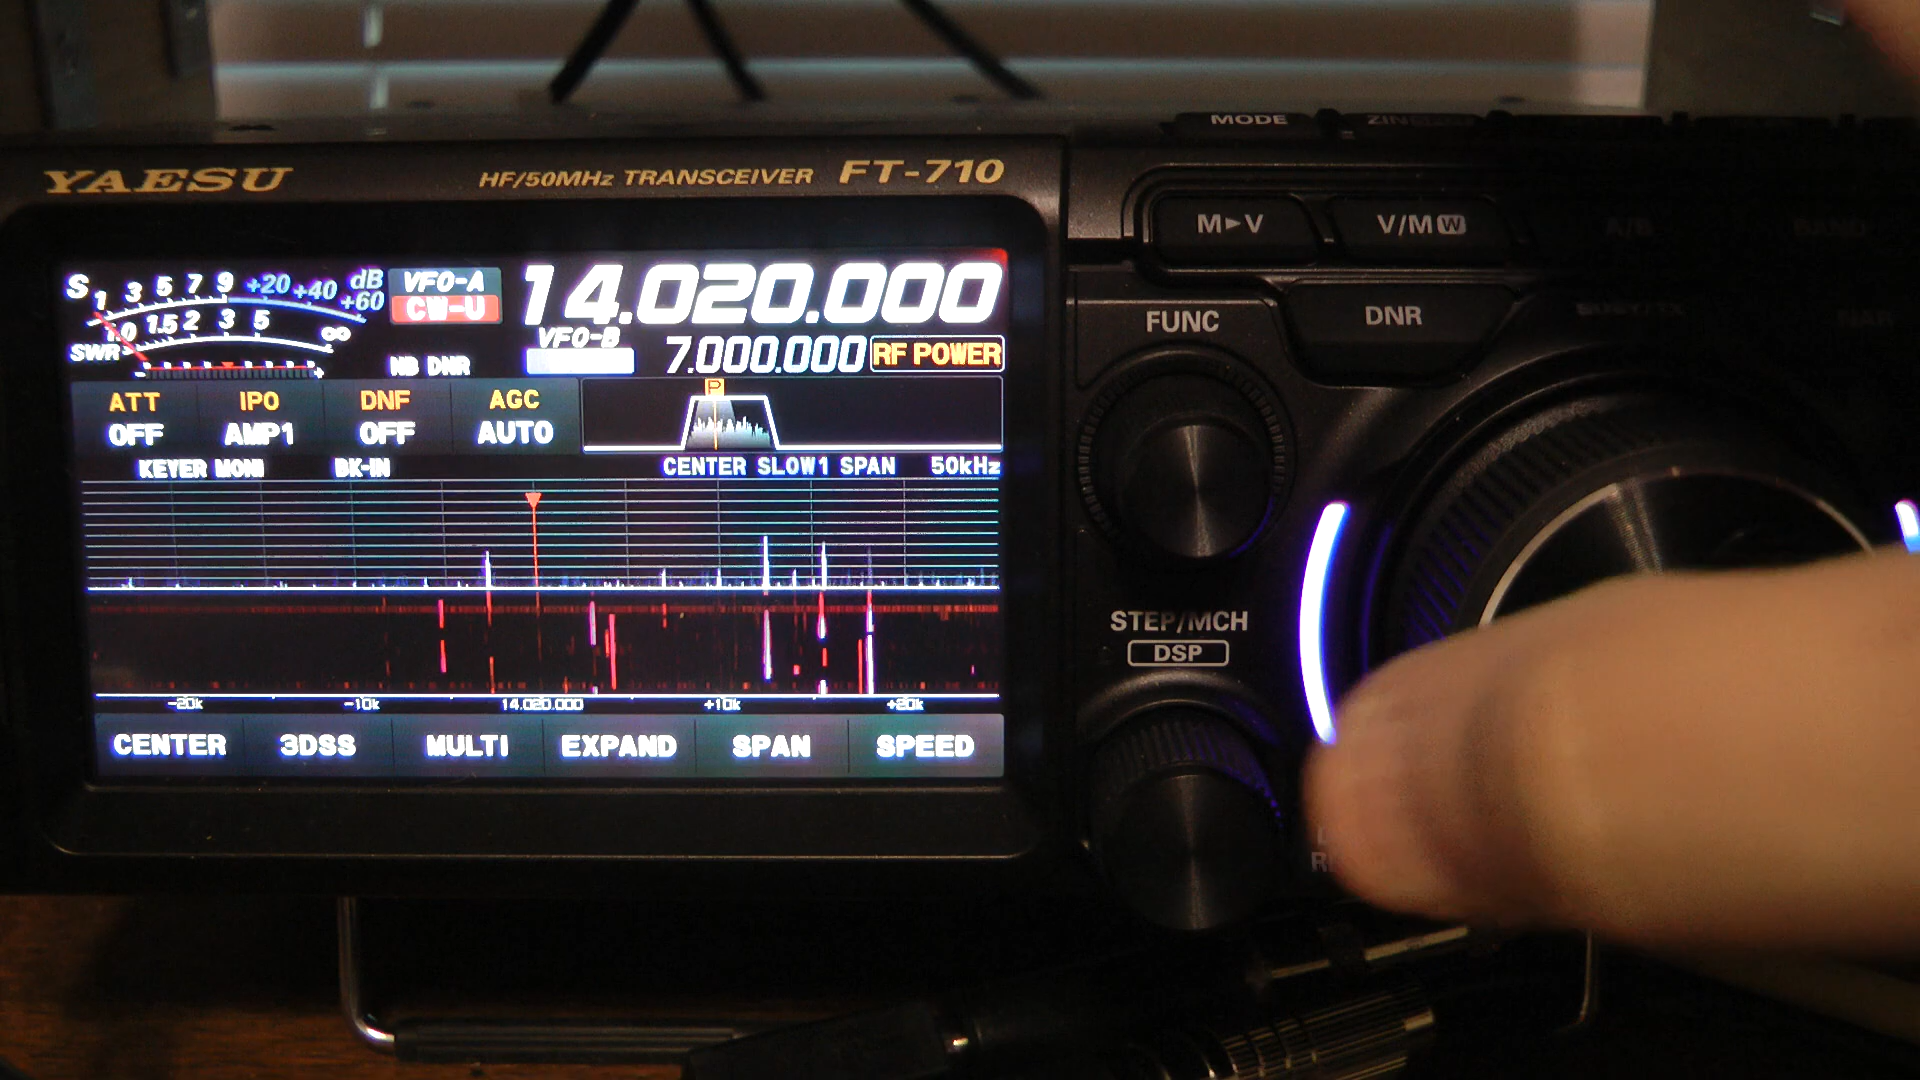 MODE
YAESU HF/50MHz TRANSCEIVER FT-710
M►V V/M W
S 1 3 5 7 9 +20 +40 +60 dB
VFO-A
CW-U
14.020.000
SWR 1.0 1.5 2 3 5 ∞
VFO-B
7.000.000
RF POWER
NB DNR
FUNC
DNR
ATT IPO DNF AGC
OFF AMP1 OFF AUTO
P
KEYER MONI BK-IN
CENTER SLOW1 SPAN 50kHz
STEP/MCH
DSP
-20k -10k 14.020.000 +10k +20k
CENTER 3DSS MULTI EXPAND SPAN SPEED